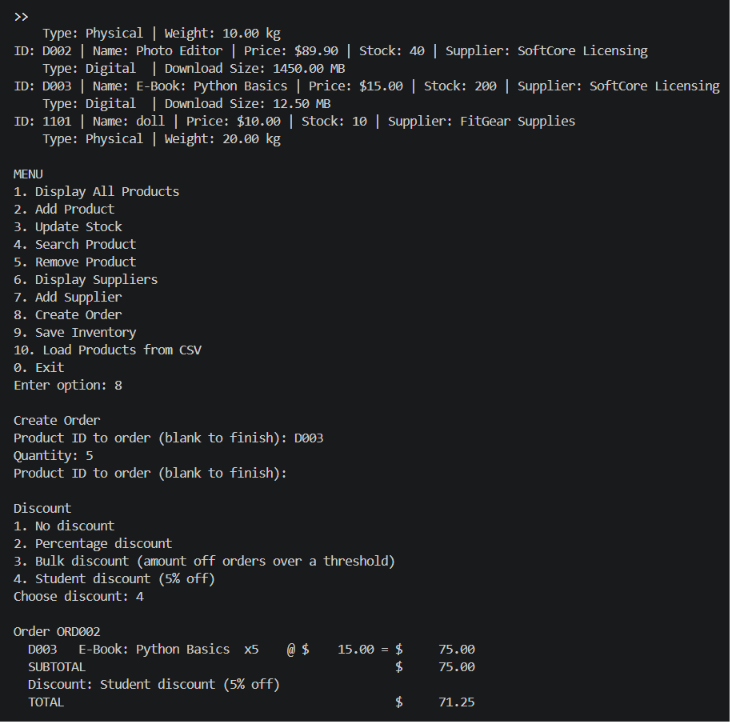 >>
    Type: Physical | Weight: 10.00 kg
ID: D002 | Name: Photo Editor | Price: $89.90 | Stock: 40 | Supplier: SoftCore Licensing
    Type: Digital  | Download Size: 1450.00 MB
ID: D003 | Name: E-Book: Python Basics | Price: $15.00 | Stock: 200 | Supplier: SoftCore Licensing
    Type: Digital  | Download Size: 12.50 MB
ID: 1101 | Name: doll | Price: $10.00 | Stock: 10 | Supplier: FitGear Supplies
    Type: Physical | Weight: 20.00 kg

MENU
1. Display All Products
2. Add Product
3. Update Stock
4. Search Product
5. Remove Product
6. Display Suppliers
7. Add Supplier
8. Create Order
9. Save Inventory
10. Load Products from CSV
0. Exit
Enter option: 8

Create Order
Product ID to order (blank to finish): D003
Quantity: 5
Product ID to order (blank to finish):

Discount
1. No discount
2. Percentage discount
3. Bulk discount (amount off orders over a threshold)
4. Student discount (5% off)
Choose discount: 4

Order ORD002
  D003   E-Book: Python Basics  x5    @ $    15.00 = $     75.00
  SUBTOTAL                                           $     75.00
  Discount: Student discount (5% off)
  TOTAL                                              $     71.25